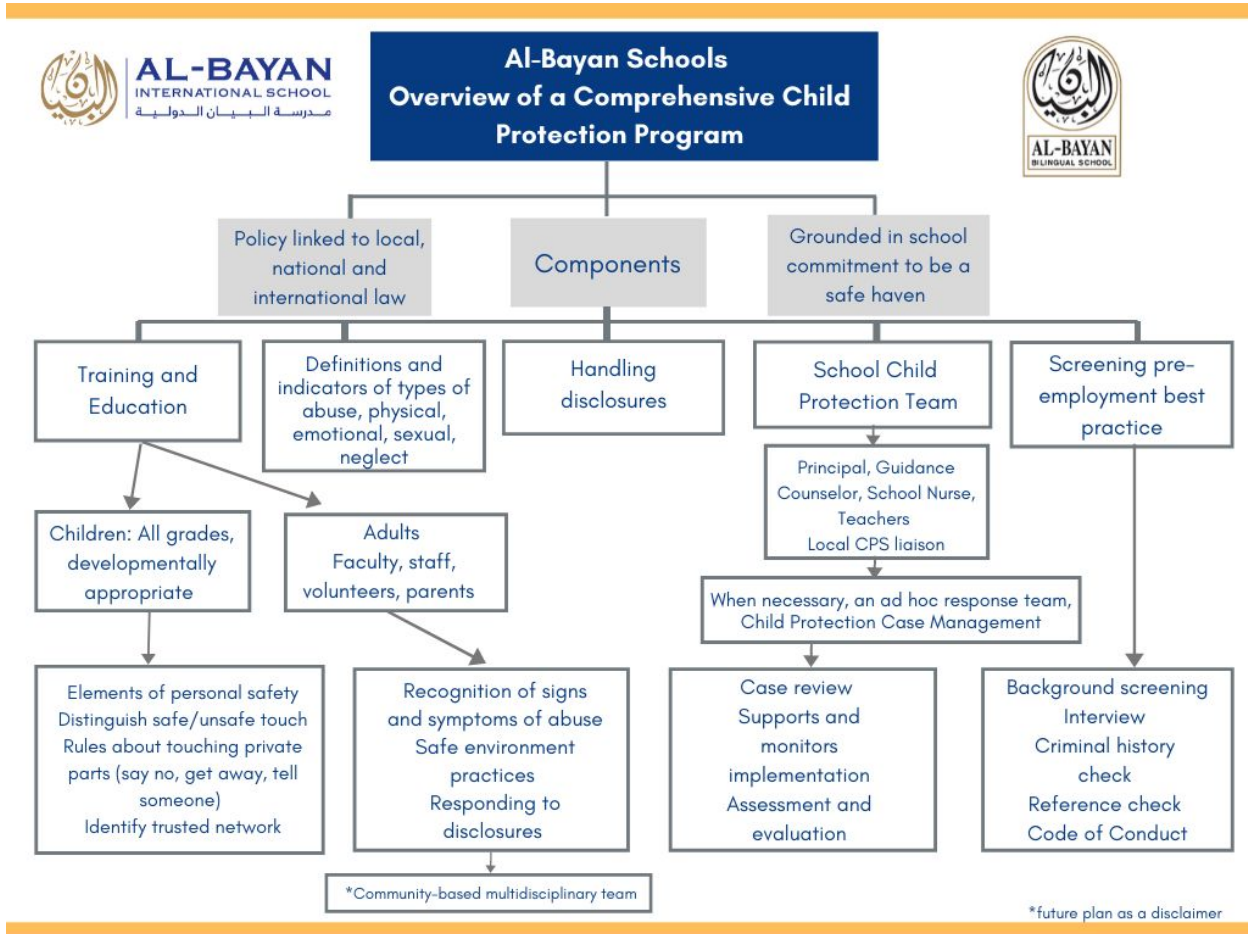 AL-BAYAN
INTERNATIONAL SCHOOL
مدرسة البيان الدولية
Al-Bayan Schools
Overview of a Comprehensive Child
Protection Program
البيان
AL-BAYAN
BILINGUAL SCHOOL
Policy linked to local,
national and
international law
Components
Grounded in school
commitment to be a
safe haven
Training and
Education
Definitions and
indicators of types of
abuse, physical,
emotional, sexual,
neglect
Handling
disclosures
School Child
Protection Team
Screening pre-
employment best
practice
Principal, Guidance
Counselor, School Nurse,
Teachers
Local CPS liaison
Children: All grades,
developmentally
appropriate
Adults
Faculty, staff,
volunteers, parents
When necessary, an ad hoc response team,
Child Protection Case Management
Elements of personal safety
Distinguish safe/unsafe touch
Rules about touching private
parts (say no, get away, tell
someone)
Identify trusted network
Recognition of signs
and symptoms of abuse
Safe environment
practices
Responding to
disclosures
Case review
Supports and
monitors
implementation
Assessment and
evaluation
Background screening
Interview
Criminal history
check
Reference check
Code of Conduct
*Community-based multidisciplinary team
*future plan as a disclaimer